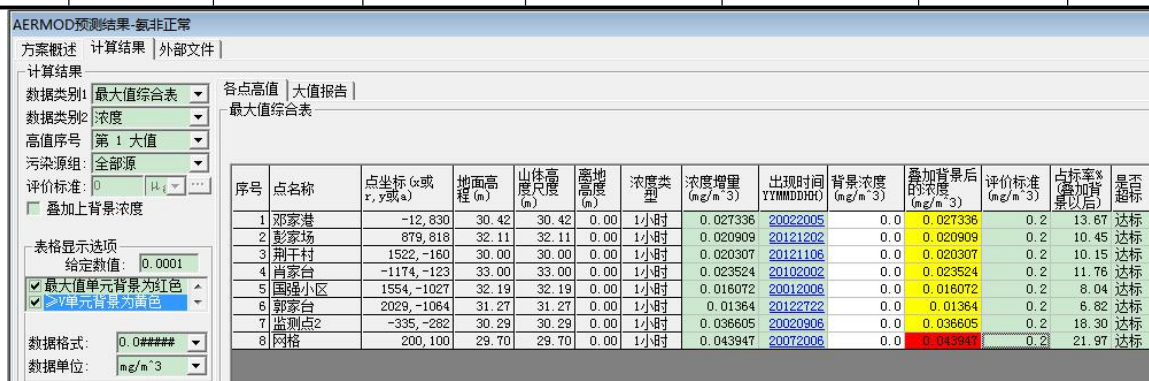 AERMOD预测结果-氨非正常
方案概述 计算结果 外部文件
计算结果
数据类别1 最大值综合表
数据类别2 浓度
高值序号 第 1 大值
污染源组: 全部源
评价标准: 0 ...
叠加上背景浓度
表格显示选项
给定数值: 0.0001
最大值单元背景为红色
≥V单元背景为黄色
数据格式: 0.0#####
数据单位: mg/m^3
各点高值 大值报告
最大值综合表
序号 点名称 点坐标(x或r,y或a) 地面高程(m) 山体高度尺度(m) 离地高度(m) 浓度类型 浓度增量(mg/m^3) 出现时间YYMMDDHH) 背景浓度(mg/m^3) 叠加背景后的浓度(mg/m^3) 评价标准(mg/m^3) 占标率%(叠加背景以后) 是否超标
1 邓家港 -12,830 30.42 30.42 0.00 1小时 0.027336 20022005 0.0 0.027336 0.2 13.67 达标
2 彭家场 879,818 32.11 32.11 0.00 1小时 0.020909 20121202 0.0 0.020909 0.2 10.45 达标
3 荆干村 1522,-160 30.00 30.00 0.00 1小时 0.020307 20121106 0.0 0.020307 0.2 10.15 达标
4 肖家台 -1174,-123 33.00 33.00 0.00 1小时 0.023524 20102002 0.0 0.023524 0.2 11.76 达标
5 国强小区 1554,-1027 32.19 32.19 0.00 1小时 0.016072 20012006 0.0 0.016072 0.2 8.04 达标
6 郭家台 2029,-1064 31.27 31.27 0.00 1小时 0.01364 20122722 0.0 0.01364 0.2 6.82 达标
7 监测点2 -335,-282 30.29 30.29 0.00 1小时 0.036605 20020906 0.0 0.036605 0.2 18.30 达标
8 网格 200,100 29.70 29.70 0.00 1小时 0.043947 20072006 0.0 0.043947 0.2 21.97 达标